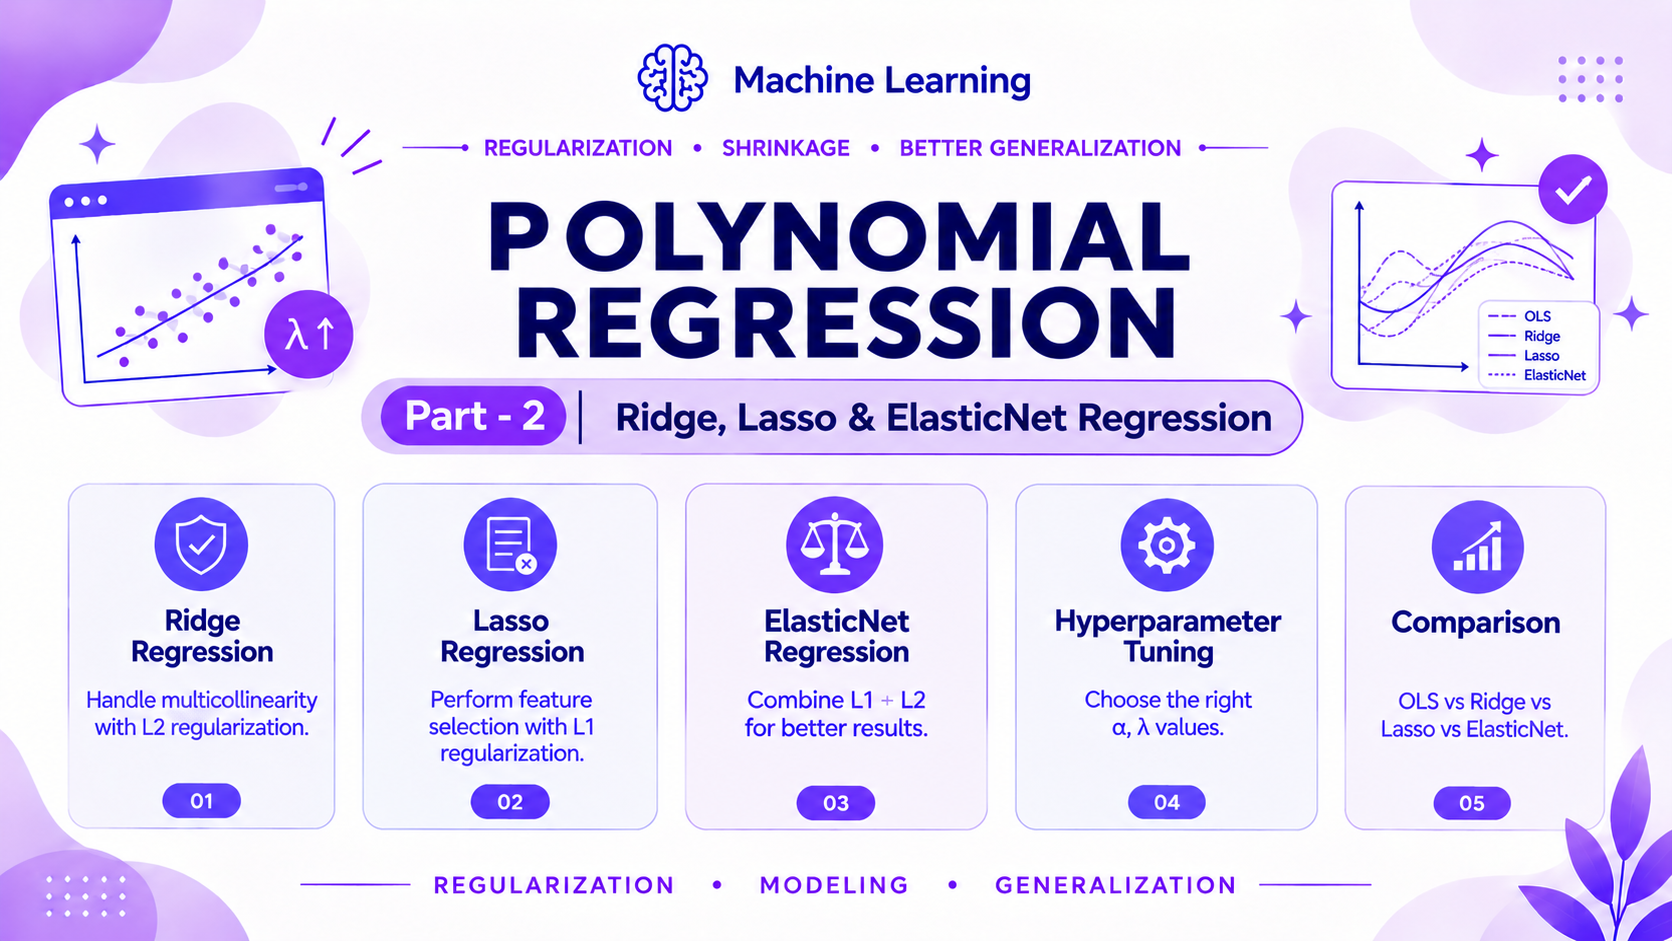 Machine Learning
REGULARIZATION • SHRINKAGE • BETTER GENERALIZATION
POLYNOMIAL
REGRESSION
Part - 2 | Ridge, Lasso & ElasticNet Regression
λ↑
OLS
Ridge
Lasso
ElasticNet
Ridge
Regression
Handle multicollinearity
with L2 regularization.
01
Lasso
Regression
Perform feature
selection with L1
regularization.
02
ElasticNet
Regression
Combine L1 + L2
for better results.
03
Hyperparameter
Tuning
Choose the right
α, λ values.
04
Comparison
OLS vs Ridge vs
Lasso vs ElasticNet.
05
REGULARIZATION • MODELING • GENERALIZATION